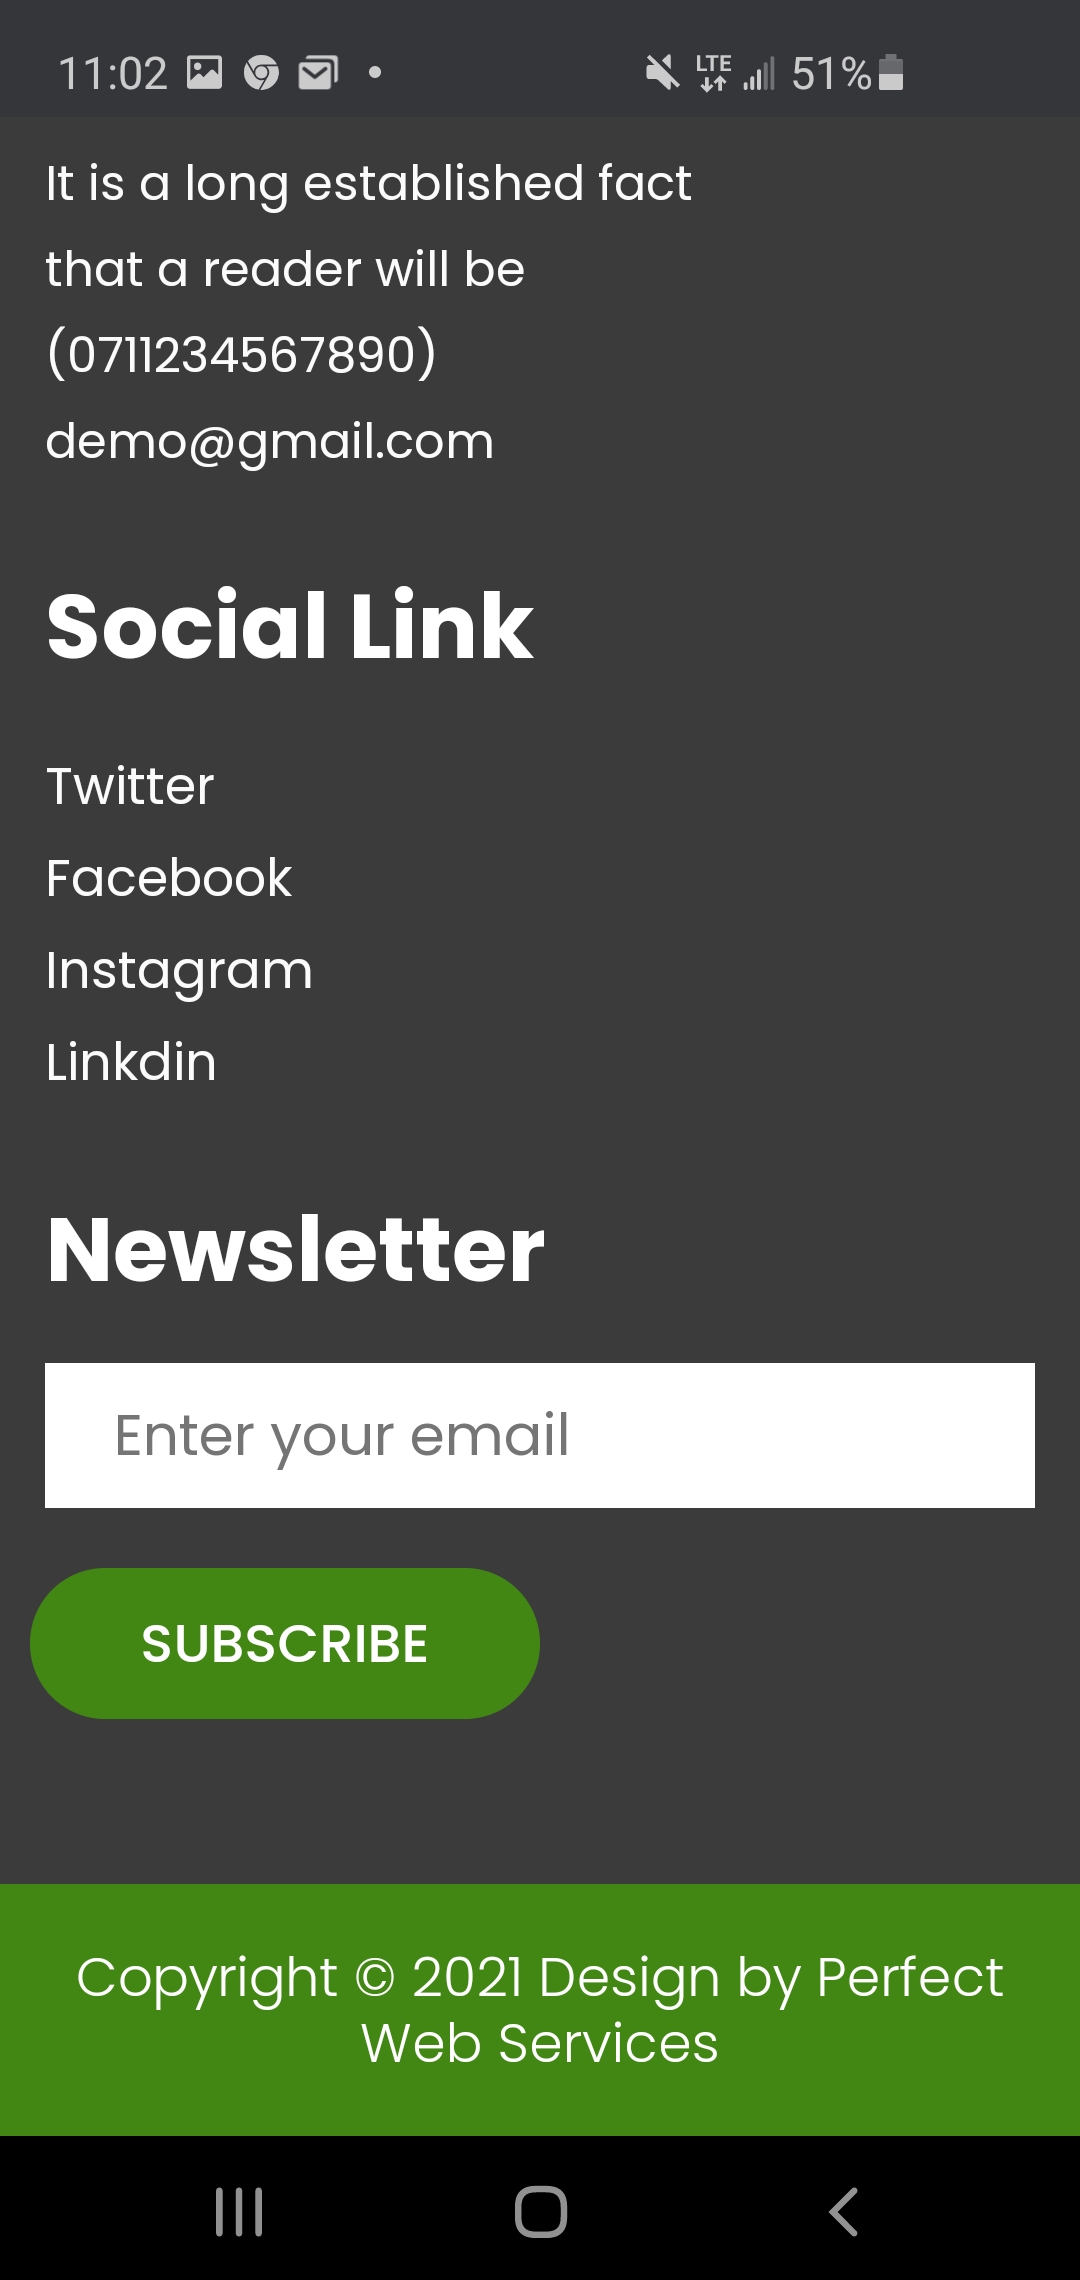 11:02 LTE 51%
It is a long established fact
that a reader will be
(0711234567890)
demo@gmail.com
Social Link
Twitter
Facebook
Instagram
Linkdin
Newsletter
Enter your email
SUBSCRIBE
Copyright © 2021 Design by Perfect
Web Services